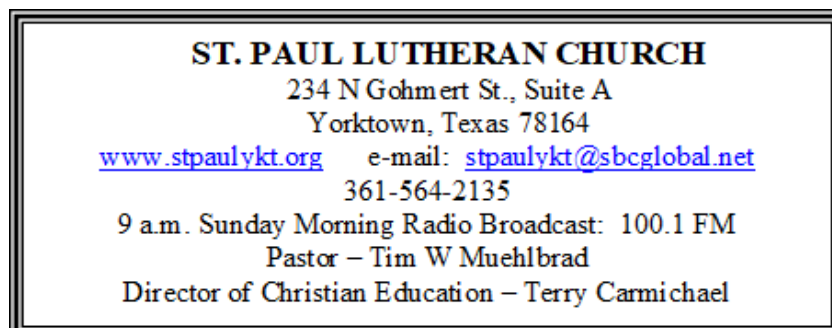 ST. PAUL LUTHERAN CHURCH
234 N Gohmert St., Suite A
Yorktown, Texas 78164
www.stpaulykt.org e-mail: stpaulykt@sbcglobal.net
361-564-2135
9 a.m. Sunday Morning Radio Broadcast: 100.1 FM
Pastor – Tim W Muehlbrad
Director of Christian Education – Terry Carmichael